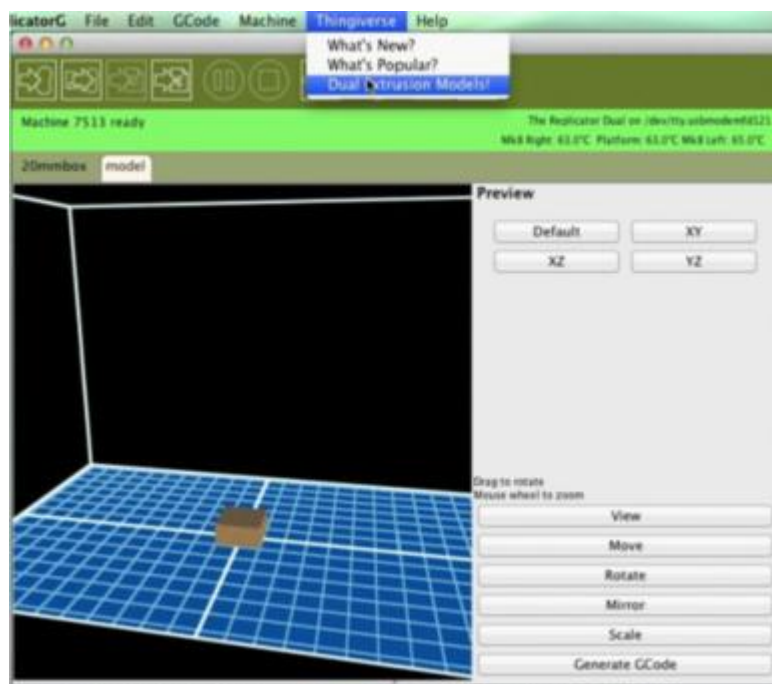 licatorG File Edit GCode Machine Thingiverse Help
What's New?
What's Popular?
Dual Extrusion Models!
Machine 7513 ready
The Replicator Dual on
Mk8 Right: 63.0°C Platform: 63.0°C Mk8 Left: 65.0°C
20mmbox model
Preview
Default XY
XZ YZ
Drag to rotate
Mouse wheel to zoom
View
Move
Rotate
Mirror
Scale
Generate GCode